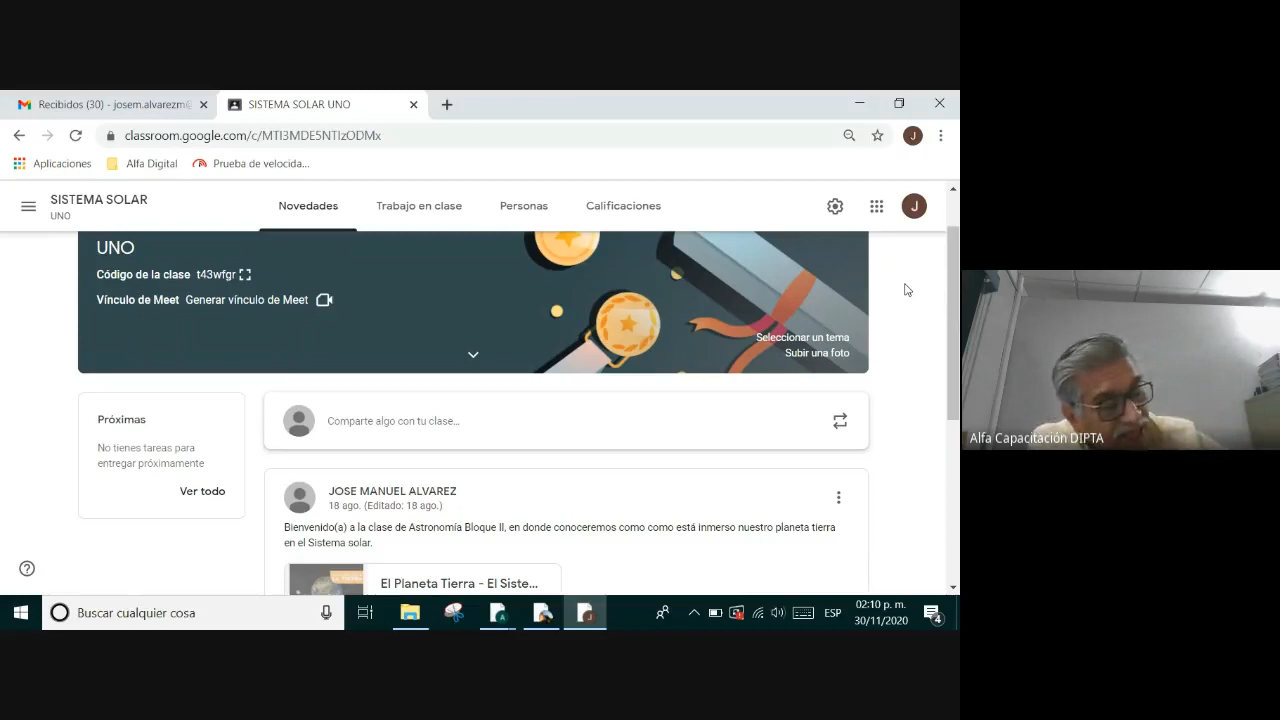 Recibidos (30) - josem.alvarezm@
SISTEMA SOLAR UNO
classroom.google.com/c/MTI3MDE5NTIzODMx
Aplicaciones
Alfa Digital
Prueba de velocida...
SISTEMA SOLAR
UNO
Novedades
Trabajo en clase
Personas
Calificaciones
J
UNO
Código de la clase t43wfgr
Vínculo de Meet Generar vínculo de Meet
Seleccionar un tema
Subir una foto
Próximas
No tienes tareas para
entregar próximamente
Ver todo
Comparte algo con tu clase...
JOSE MANUEL ALVAREZ
18 ago. (Editado: 18 ago.)
Bienvenido(a) a la clase de Astronomía Bloque II, en donde conoceremos como como está inmerso nuestro planeta tierra
en el Sistema solar.
El Planeta Tierra - El Siste...
Alfa Capacitación DIPTA
Buscar cualquier cosa
ESP
02:10 p. m.
30/11/2020
4